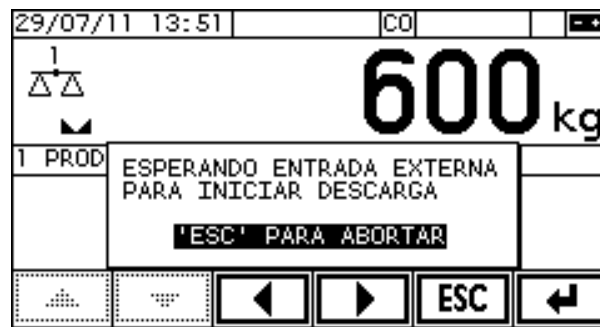 29/07/11 13:51 CO
1
600 kg
1 PROD
ESPERANDO ENTRADA EXTERNA
PARA INICIAR DESCARGA
'ESC' PARA ABORTAR
ESC